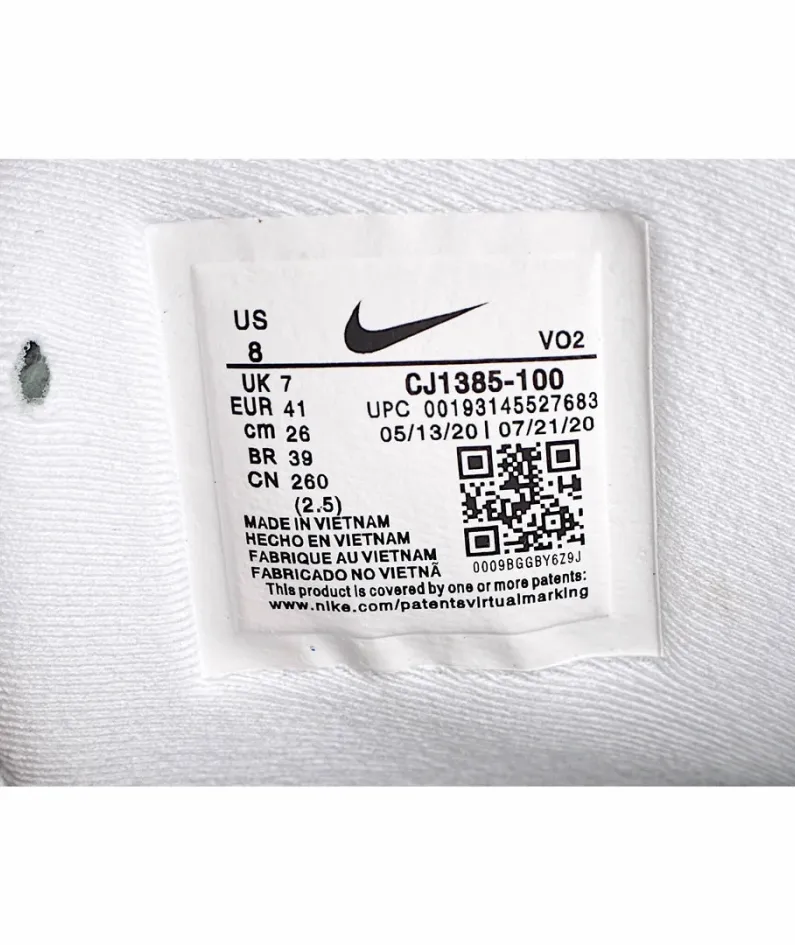 US
8
VO2
UK 7
CJ1385-100
EUR 41
UPC 00193145527683
cm 26
05/13/20 | 07/21/20
BR 39
CN 260
(2.5)
MADE IN VIETNAM
HECHO EN VIETNAM
FABRIQUE AU VIETNAM
FABRICADO NO VIETNÃ
0009BGGBY6Z9J
This product is covered by one or more patents:
www.nike.com/patentsvirtualmarking